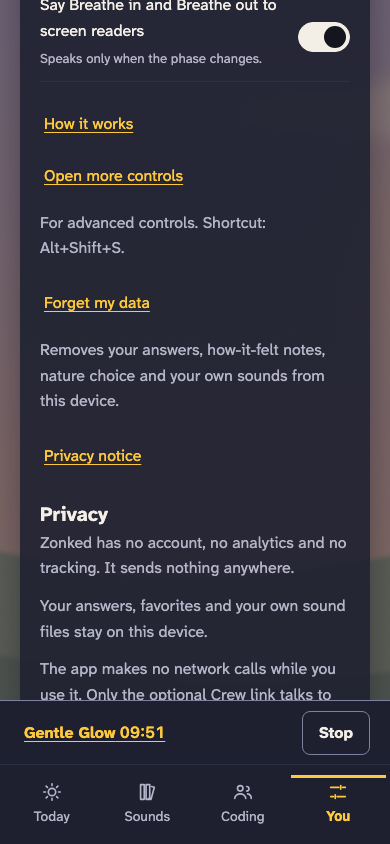 Say Breathe in and Breathe out to
screen readers
Speaks only when the phase changes.
How it works
Open more controls
For advanced controls. Shortcut:
Alt+Shift+S.
Forget my data
Removes your answers, how-it-felt notes,
nature choice and your own sounds from
this device.
Privacy notice
Privacy
Zonked has no account, no analytics and no
tracking. It sends nothing anywhere.
Your answers, favorites and your own sound
files stay on this device.
The app makes no network calls while you
use it. Only the optional Crew link talks to
Gentle Glow 09:51
Stop
Today
Sounds
Coding
You